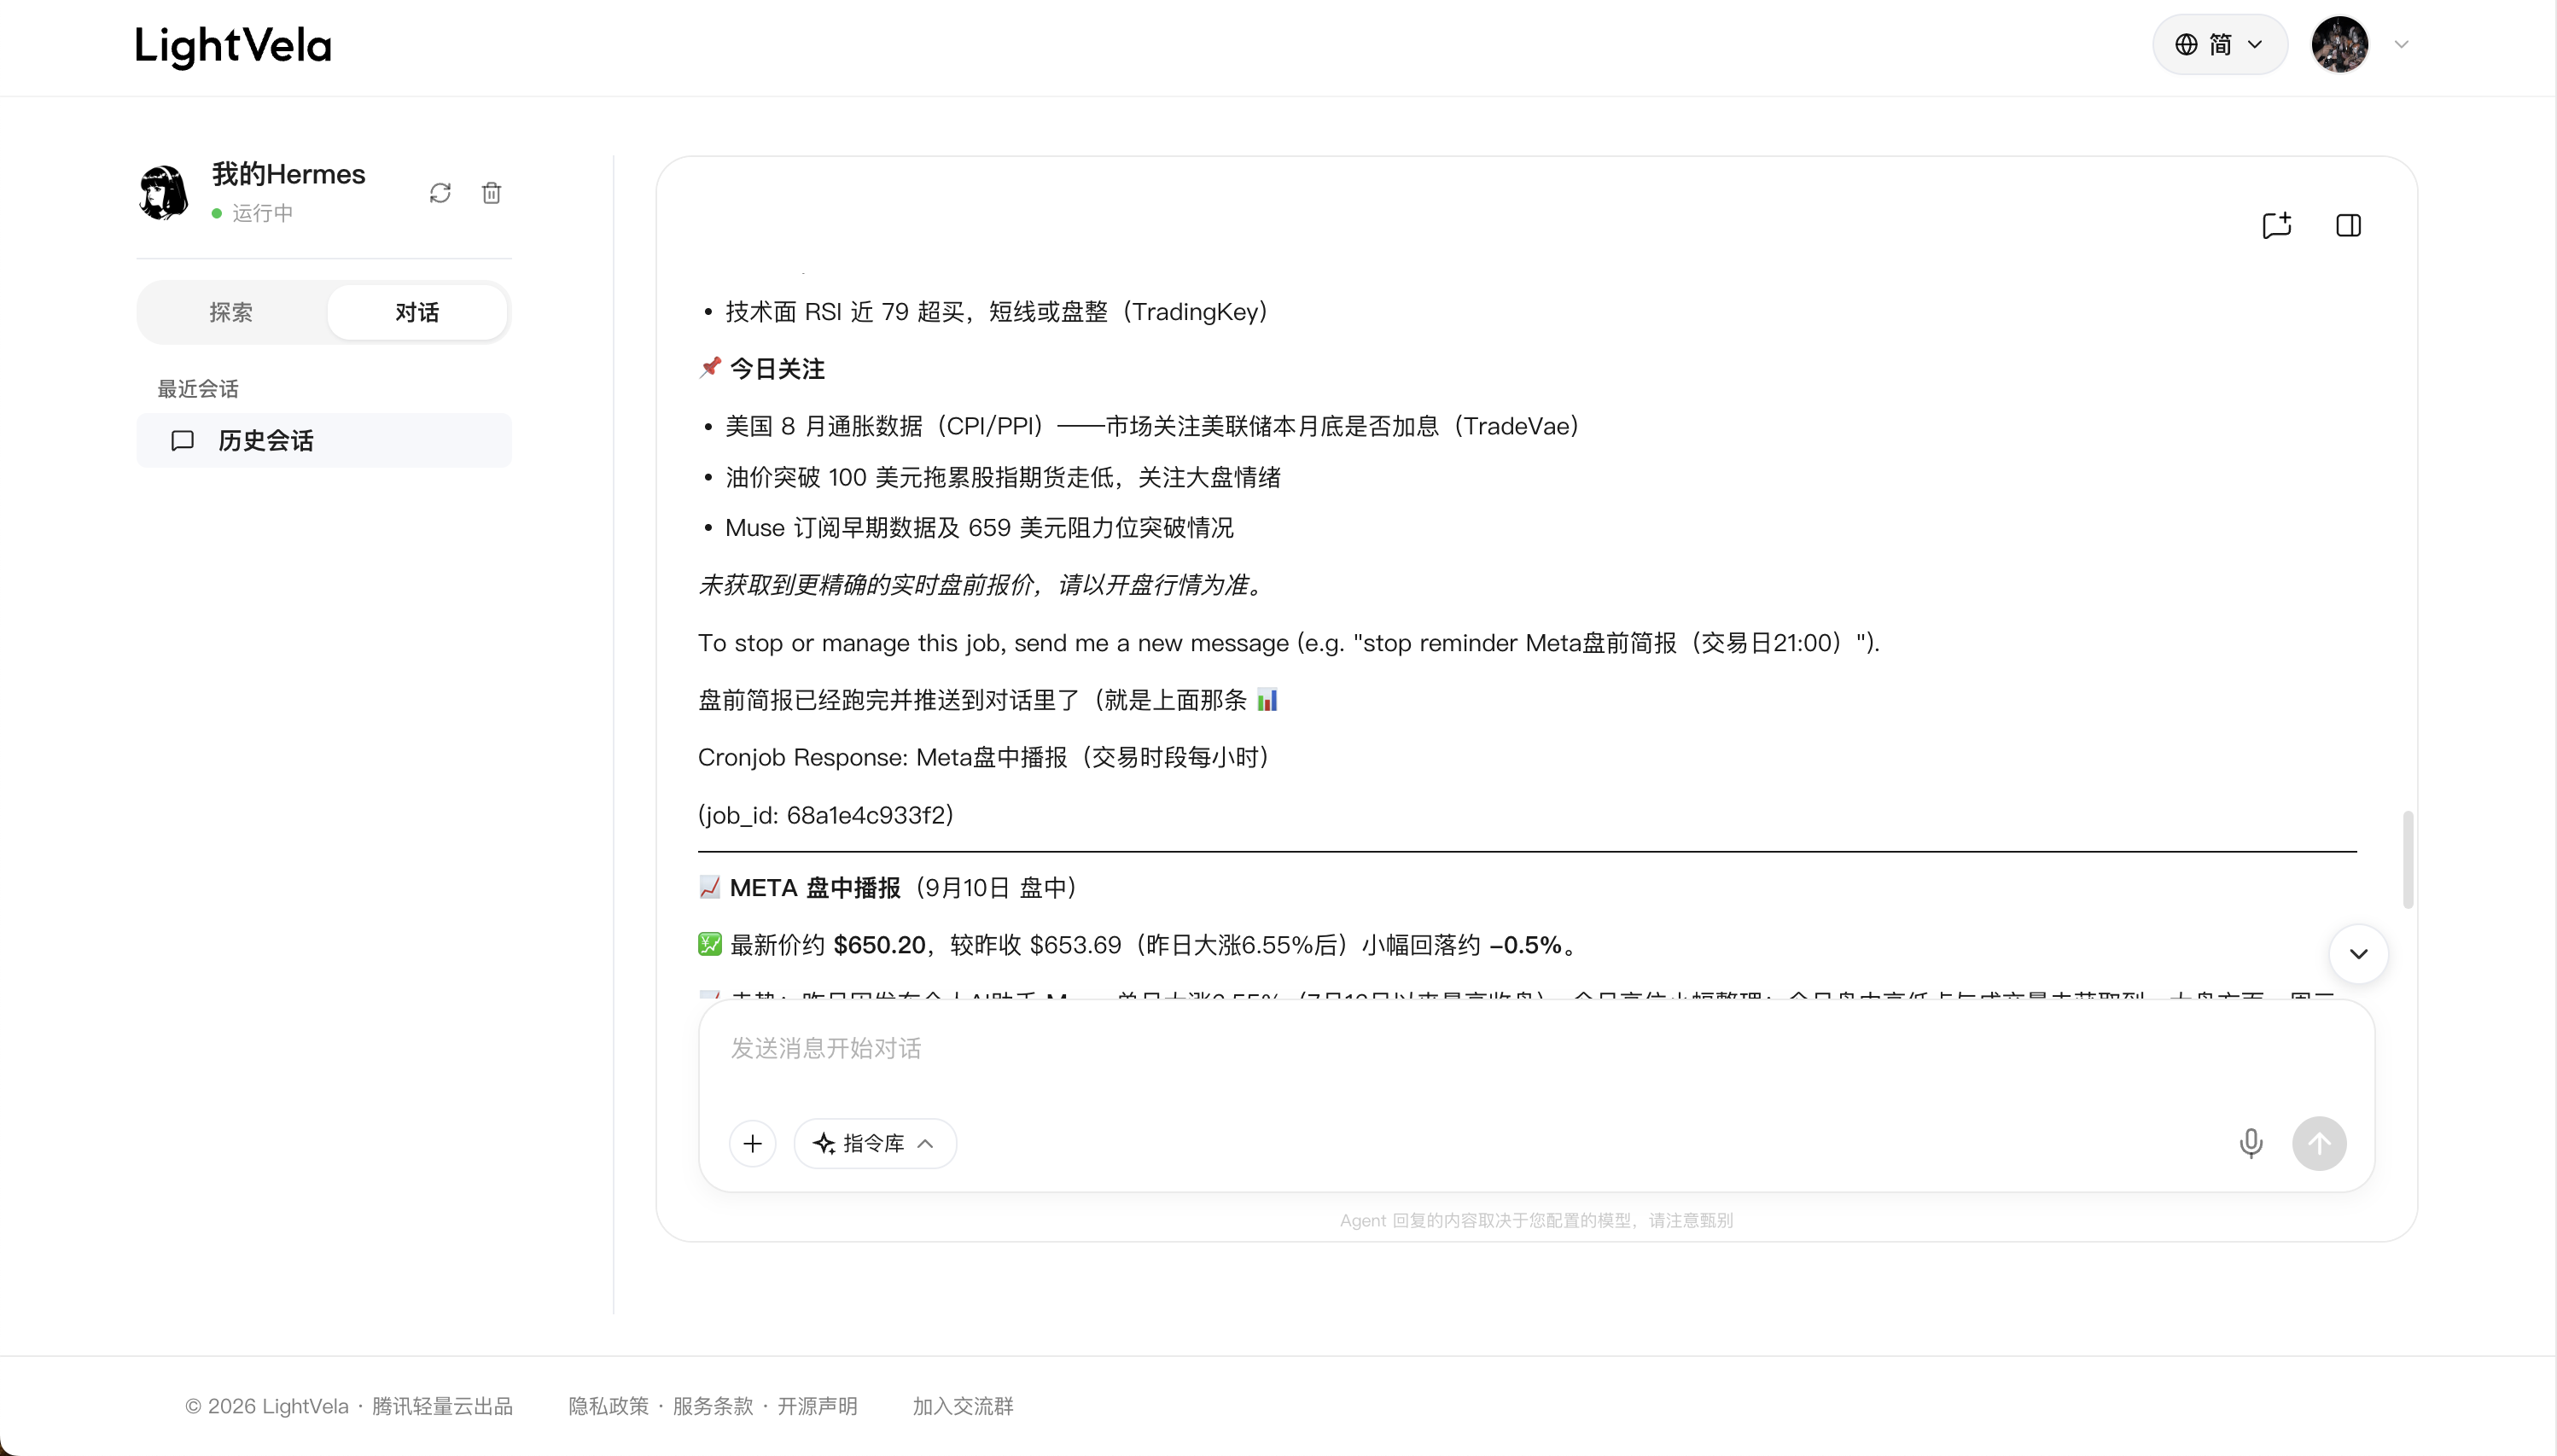 LightVela
简
我的Hermes
运行中
探索
对话
最近会话
历史会话
• 技术面 RSI 近 79 超买，短线或盘整（TradingKey）
📌 今日关注
• 美国 8 月通胀数据（CPI/PPI）——市场关注美联储本月底是否加息（TradeVae）
• 油价突破 100 美元拖累股指期货走低，关注大盘情绪
• Muse 订阅早期数据及 659 美元阻力位突破情况
未获取到更精确的实时盘前报价，请以开盘行情为准。
To stop or manage this job, send me a new message (e.g. "stop reminder Meta盘前简报（交易日21:00）").
盘前简报已经跑完并推送到对话里了（就是上面那条 📊
Cronjob Response: Meta盘中播报（交易时段每小时）
(job_id: 68a1e4c933f2)
📈 META 盘中播报（9月10日 盘中）
💹 最新价约 $650.20，较昨收 $653.69（昨日大涨6.55%后）小幅回落约 −0.5%。
发送消息开始对话
指令库
Agent 回复的内容取决于您配置的模型，请注意甄别
© 2026 LightVela · 腾讯轻量云出品
隐私政策 · 服务条款 · 开源声明
加入交流群